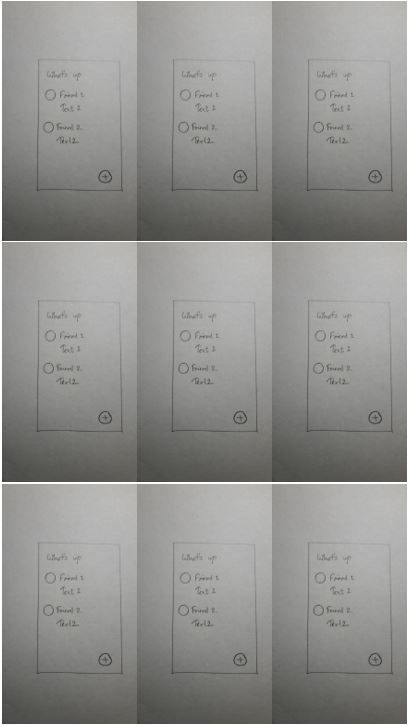 What's up
Friend 1
Text 1
Friend 2.
Text 2.
+
What's up
Friend 1
Text 1
Friend 2.
Text 2.
+
What's up
Friend 1
Text 1
Friend 2.
Text 2.
+
What's up
Friend 1
Text 1
Friend 2.
Text 2.
+
What's up
Friend 1
Text 1
Friend 2.
Text 2.
+
What's up
Friend 1
Text 1
Friend 2.
Text 2.
+
What's up
Friend 1
Text 1
Friend 2.
Text 2.
+
What's up
Friend 1
Text 1
Friend 2.
Text 2.
+
What's up
Friend 1
Text 1
Friend 2.
Text 2.
+